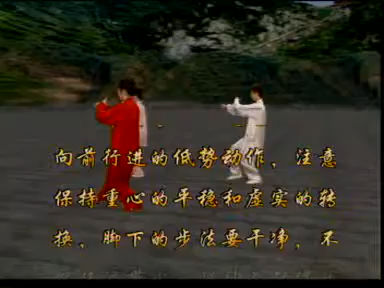 向前行进的低势动作，注意
保持重心的平稳和虚实的转
换，脚下的步法要干净，不